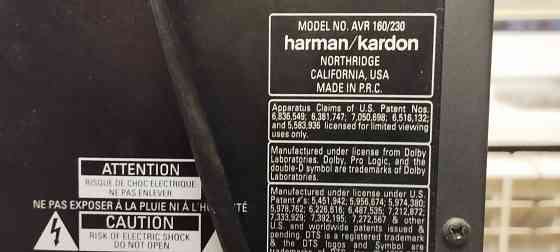 MODEL NO. AVR 160/230
harman/kardon
NORTHRIDGE
CALIFORNIA, USA
MADE IN P.R.C.
Apparatus Claims of U.S. Patent Nos.
6,836,549; 6,381,747; 7,050,698; 6,516,132;
and 5,583,936 licensed for limited viewing
uses only.
Manufactured under license from Dolby
Laboratories. Dolby, Pro Logic, and the
double-D symbol are trademarks of Dolby
Laboratories.
Manufactured under license under U.S.
Patent #'s: 5,451,942; 5,956,674; 5,974,380;
5,978,762; 6,226,616; 6,487,535; 7,212,872;
7,333,929; 7,392,195; 7,272,567 & other
U.S. and worldwide patents issued &
pending. DTS is a registered trademark
& the DTS logos and Symbol are
ATTENTION
RISQUE DE CHOC ELECTRIQUE
NE PAS ENLEVER
NE PAS EXPOSER À LA PLUIE NI À L'HU ITÉ
CAUTION
RISK OF ELECTRIC SHOCK
DO NOT OPEN